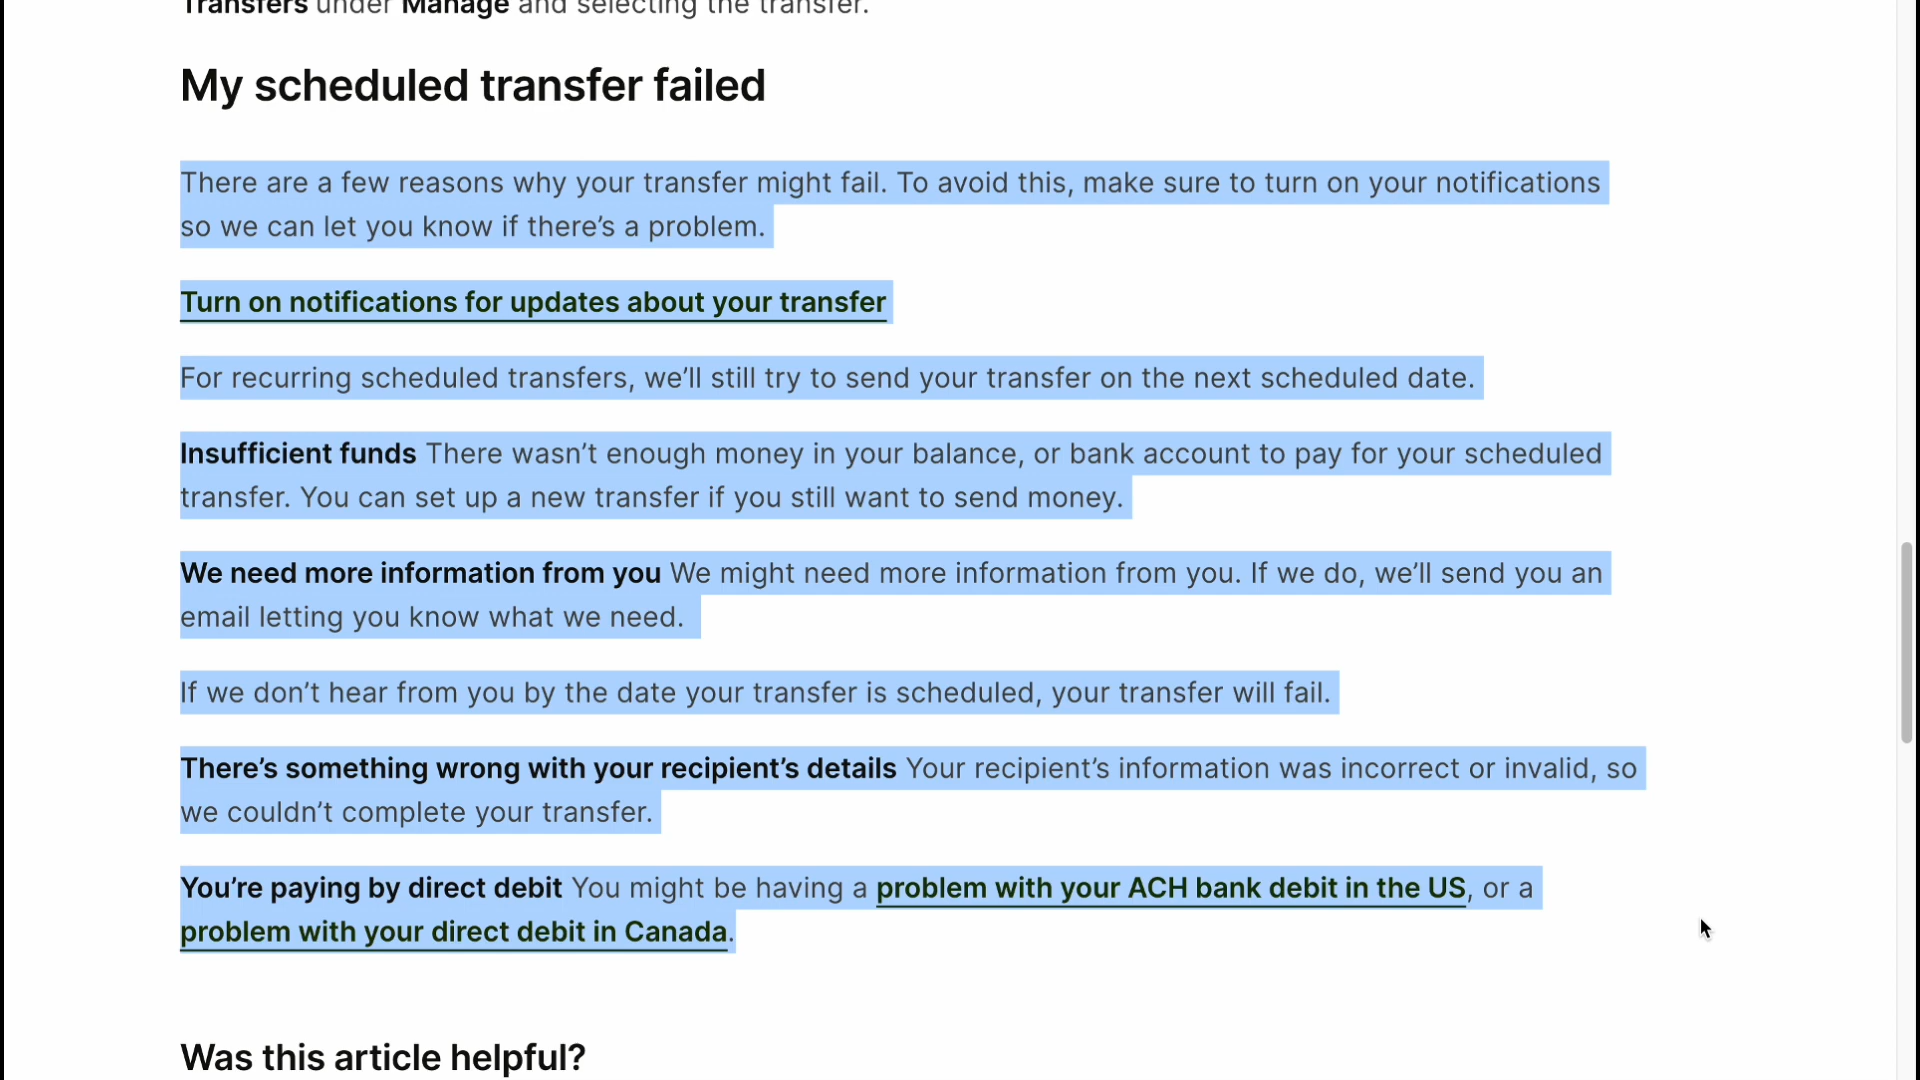 Transfers under Manage and selecting the transfer.
My scheduled transfer failed
There are a few reasons why your transfer might fail. To avoid this, make sure to turn on your notifications
so we can let you know if there’s a problem.
Turn on notifications for updates about your transfer
For recurring scheduled transfers, we’ll still try to send your transfer on the next scheduled date.
Insufficient funds There wasn’t enough money in your balance, or bank account to pay for your scheduled
transfer. You can set up a new transfer if you still want to send money.
We need more information from you We might need more information from you. If we do, we’ll send you an
email letting you know what we need.
If we don’t hear from you by the date your transfer is scheduled, your transfer will fail.
There’s something wrong with your recipient’s details Your recipient’s information was incorrect or invalid, so
we couldn’t complete your transfer.
You’re paying by direct debit You might be having a problem with your ACH bank debit in the US, or a
problem with your direct debit in Canada.
Was this article helpful?